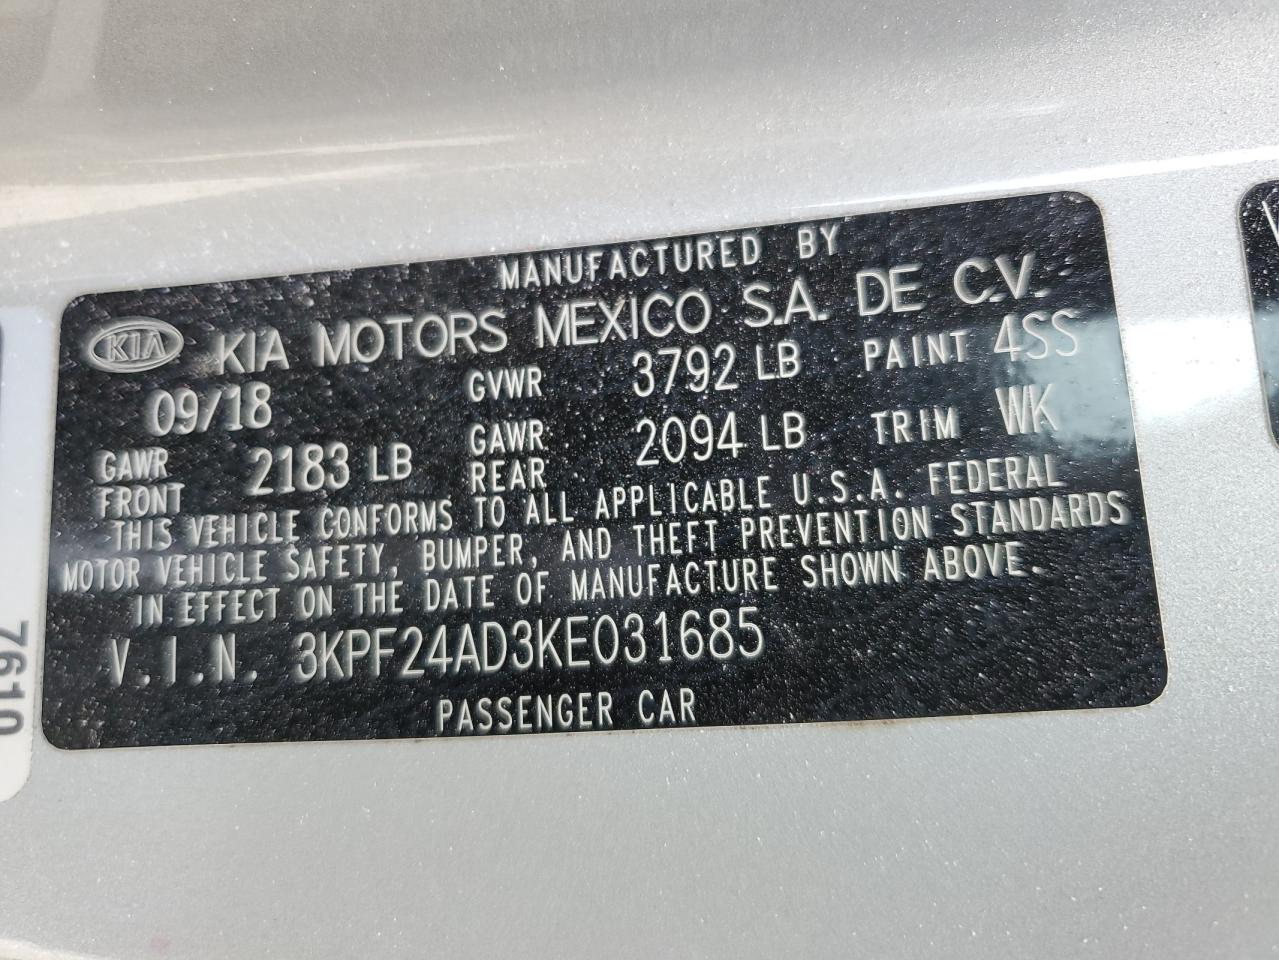 MANUFACTURED BY
KIA KIA MOTORS MEXICO S.A. DE C.V.
09/18 GVWR 3792 LB PAINT 4SS
GAWR FRONT 2183 LB GAWR REAR 2094 LB TRIM WK
THIS VEHICLE CONFORMS TO ALL APPLICABLE U.S.A. FEDERAL
MOTOR VEHICLE SAFETY, BUMPER, AND THEFT PREVENTION STANDARDS
IN EFFECT ON THE DATE OF MANUFACTURE SHOWN ABOVE.
V.I.N. 3KPF24AD3KE031685
PASSENGER CAR